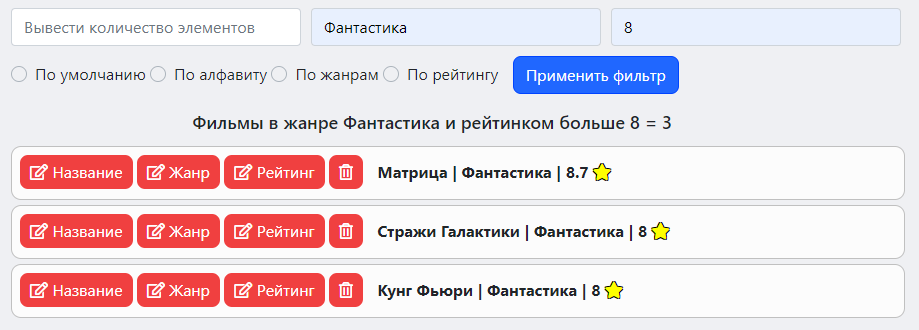 Вывести количество элементов Фантастика 8
По умолчанию По алфавиту По жанрам По рейтингу Применить фильтр
Фильмы в жанре Фантастика и рейтинком больше 8 = 3
Название Жанр Рейтинг Матрица | Фантастика | 8.7
Название Жанр Рейтинг Стражи Галактики | Фантастика | 8
Название Жанр Рейтинг Кунг Фьюри | Фантастика | 8